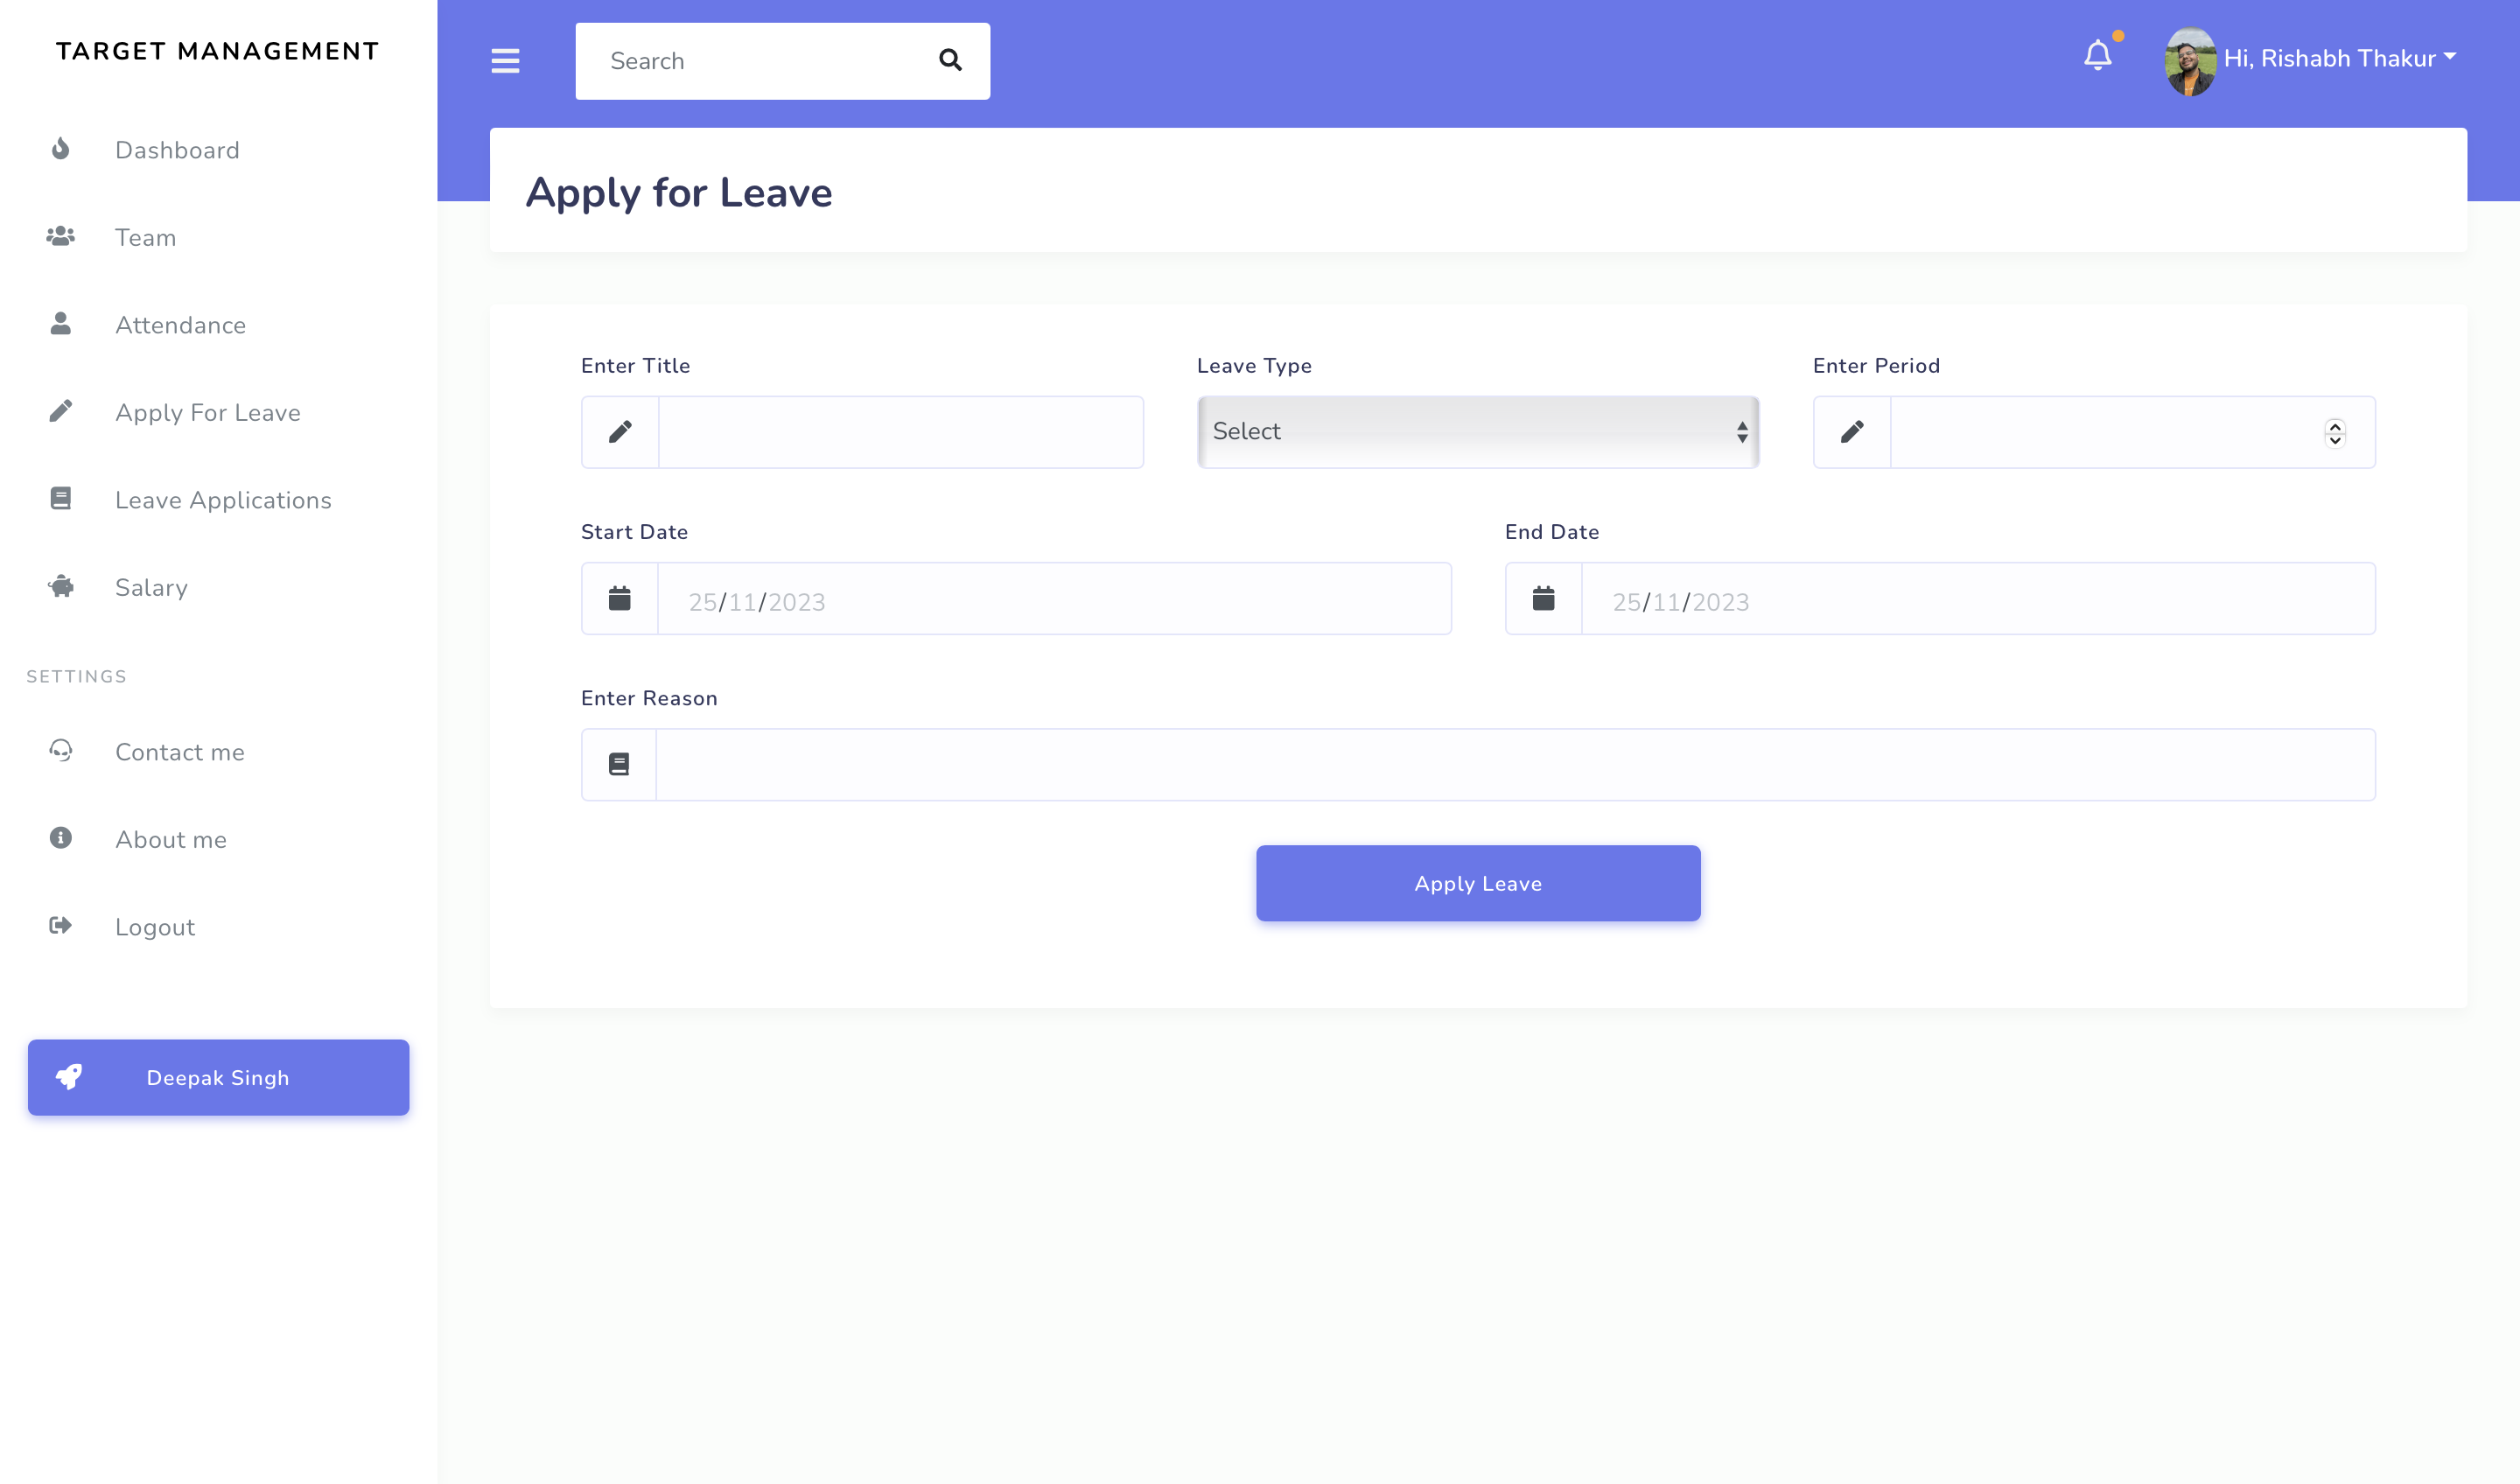 TARGET MANAGEMENT
Dashboard
Team
Attendance
Apply For Leave
Leave Applications
Salary
SETTINGS
Contact me
About me
Logout
Deepak Singh
Search
Hi, Rishabh Thakur
Apply for Leave
Enter Title
Leave Type
Enter Period
Select
Start Date
End Date
25/11/2023
25/11/2023
Enter Reason
Apply Leave